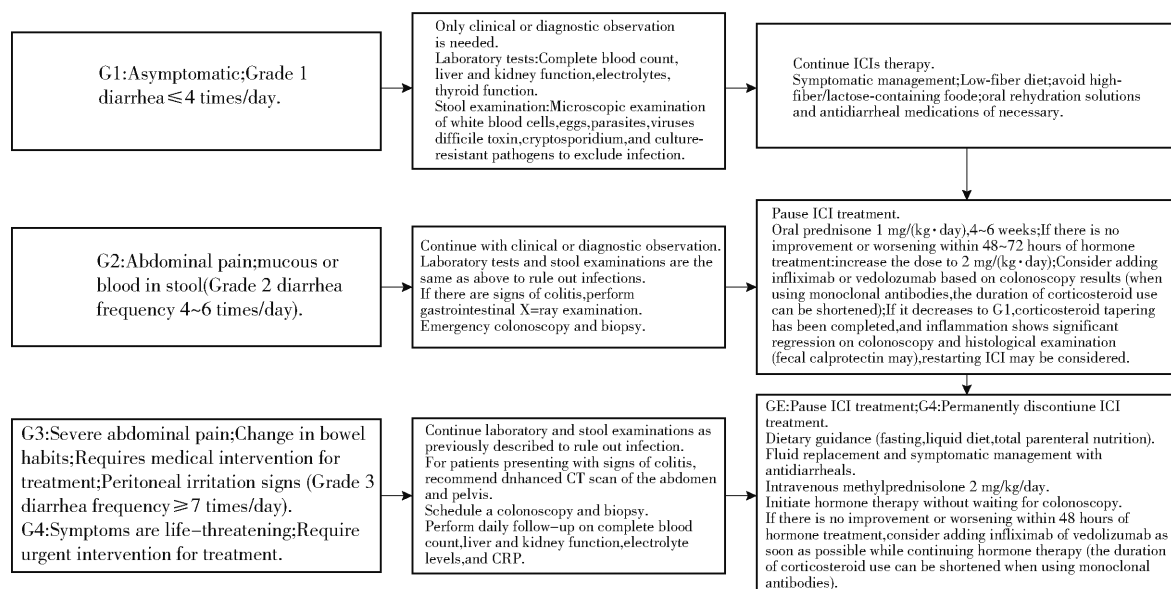 G1:Asymptomatic;Grade 1
diarrhea≤4 times/day.
Only clinical or diagnostic observation
is needed.
Laboratory tests:Complete blood count,
liver and kidney function,electrolytes,
thyroid function.
Stool examination:Microscopic examination
of white blood cells,eggs,parasites,viruses
difficile toxin,cryptosporidium,and culture-
resistant pathogens to exclude infection.
Continue ICIs therapy.
Symptomatic management;Low-fiber diet;avoid high-
fiber/lactose-containing foode;oral rehydration solutions
and antidiarrheal medications of necessary.
G2:Abdominal pain;mucous or
blood in stool(Grade 2 diarrhea
frequency 4~6 times/day).
Continue with clinical or diagnostic observation.
Laboratory tests and stool examinations are the
same as above to rule out infections.
If there are signs of colitis,perform
gastrointestinal X=ray examination.
Emergency colonoscopy and biopsy.
Pause ICI treatment.
Oral prednisone 1 mg/(kg·day),4~6 weeks;If there is no
improvement or worsening within 48~72 hours of hormone
treatment:increase the dose to 2 mg/(kg·day);Consider adding
infliximab or vedolozumab based on colonoscopy results (when
using monoclonal antibodies,the duration of corticosteroid use
can be shortened);If it decreases to G1,corticosteroid tapering
has been completed,and inflammation shows significant
regression on colonoscopy and histological examination
(fecal calprotectin may),restarting ICI may be considered.
G3:Severe abdominal pain;Change in bowel
habits;Requires medical intervention for
treatment;Peritoneal irritation signs (Grade 3
diarrhea frequency≥7 times/day).
G4:Symptoms are life-threatening;Require
urgent intervention for treatment.
Continue laboratory and stool examinations as
previously described to rule out infection.
For patients presenting with signs of colitis,
recommend dnhanced CT scan of the abdomen
and pelvis.
Schedule a colonoscopy and biopsy.
Perform daily follow-up on complete blood
count,liver and kidney function,electrolyte
levels,and CRP.
GE:Pause ICI treatment;G4:Permanently discontiune ICI
treatment.
Dietary guidance (fasting,liquid diet,total parenteral nutrition).
Fluid replacement and symptomatic management with
antidiarrheals.
Intravenous methylprednisolone 2 mg/kg/day.
Initiate hormone therapy without waiting for colonoscopy.
If there is no improvement or worsening within 48 hours of
hormone treatment,consider adding infliximab of vedolizumab as
soon as possible while continuing hormone therapy (the duration
of corticosteroid use can be shortened when using monoclonal
antibodies).